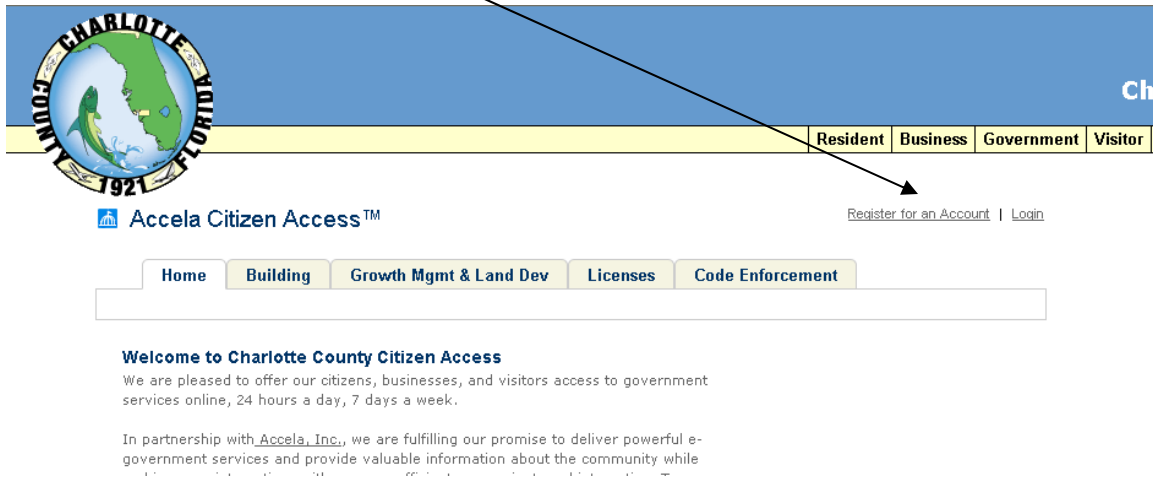 CHARLOTTE COUNTY FLORIDA
1921
Ch
Resident Business Government Visitor
Accela Citizen Access™
Register for an Account | Login
Home Building Growth Mgmt & Land Dev Licenses Code Enforcement
Welcome to Charlotte County Citizen Access
We are pleased to offer our citizens, businesses, and visitors access to government
services online, 24 hours a day, 7 days a week.
In partnership with Accela, Inc., we are fulfilling our promise to deliver powerful e-
government services and provide valuable information about the community while